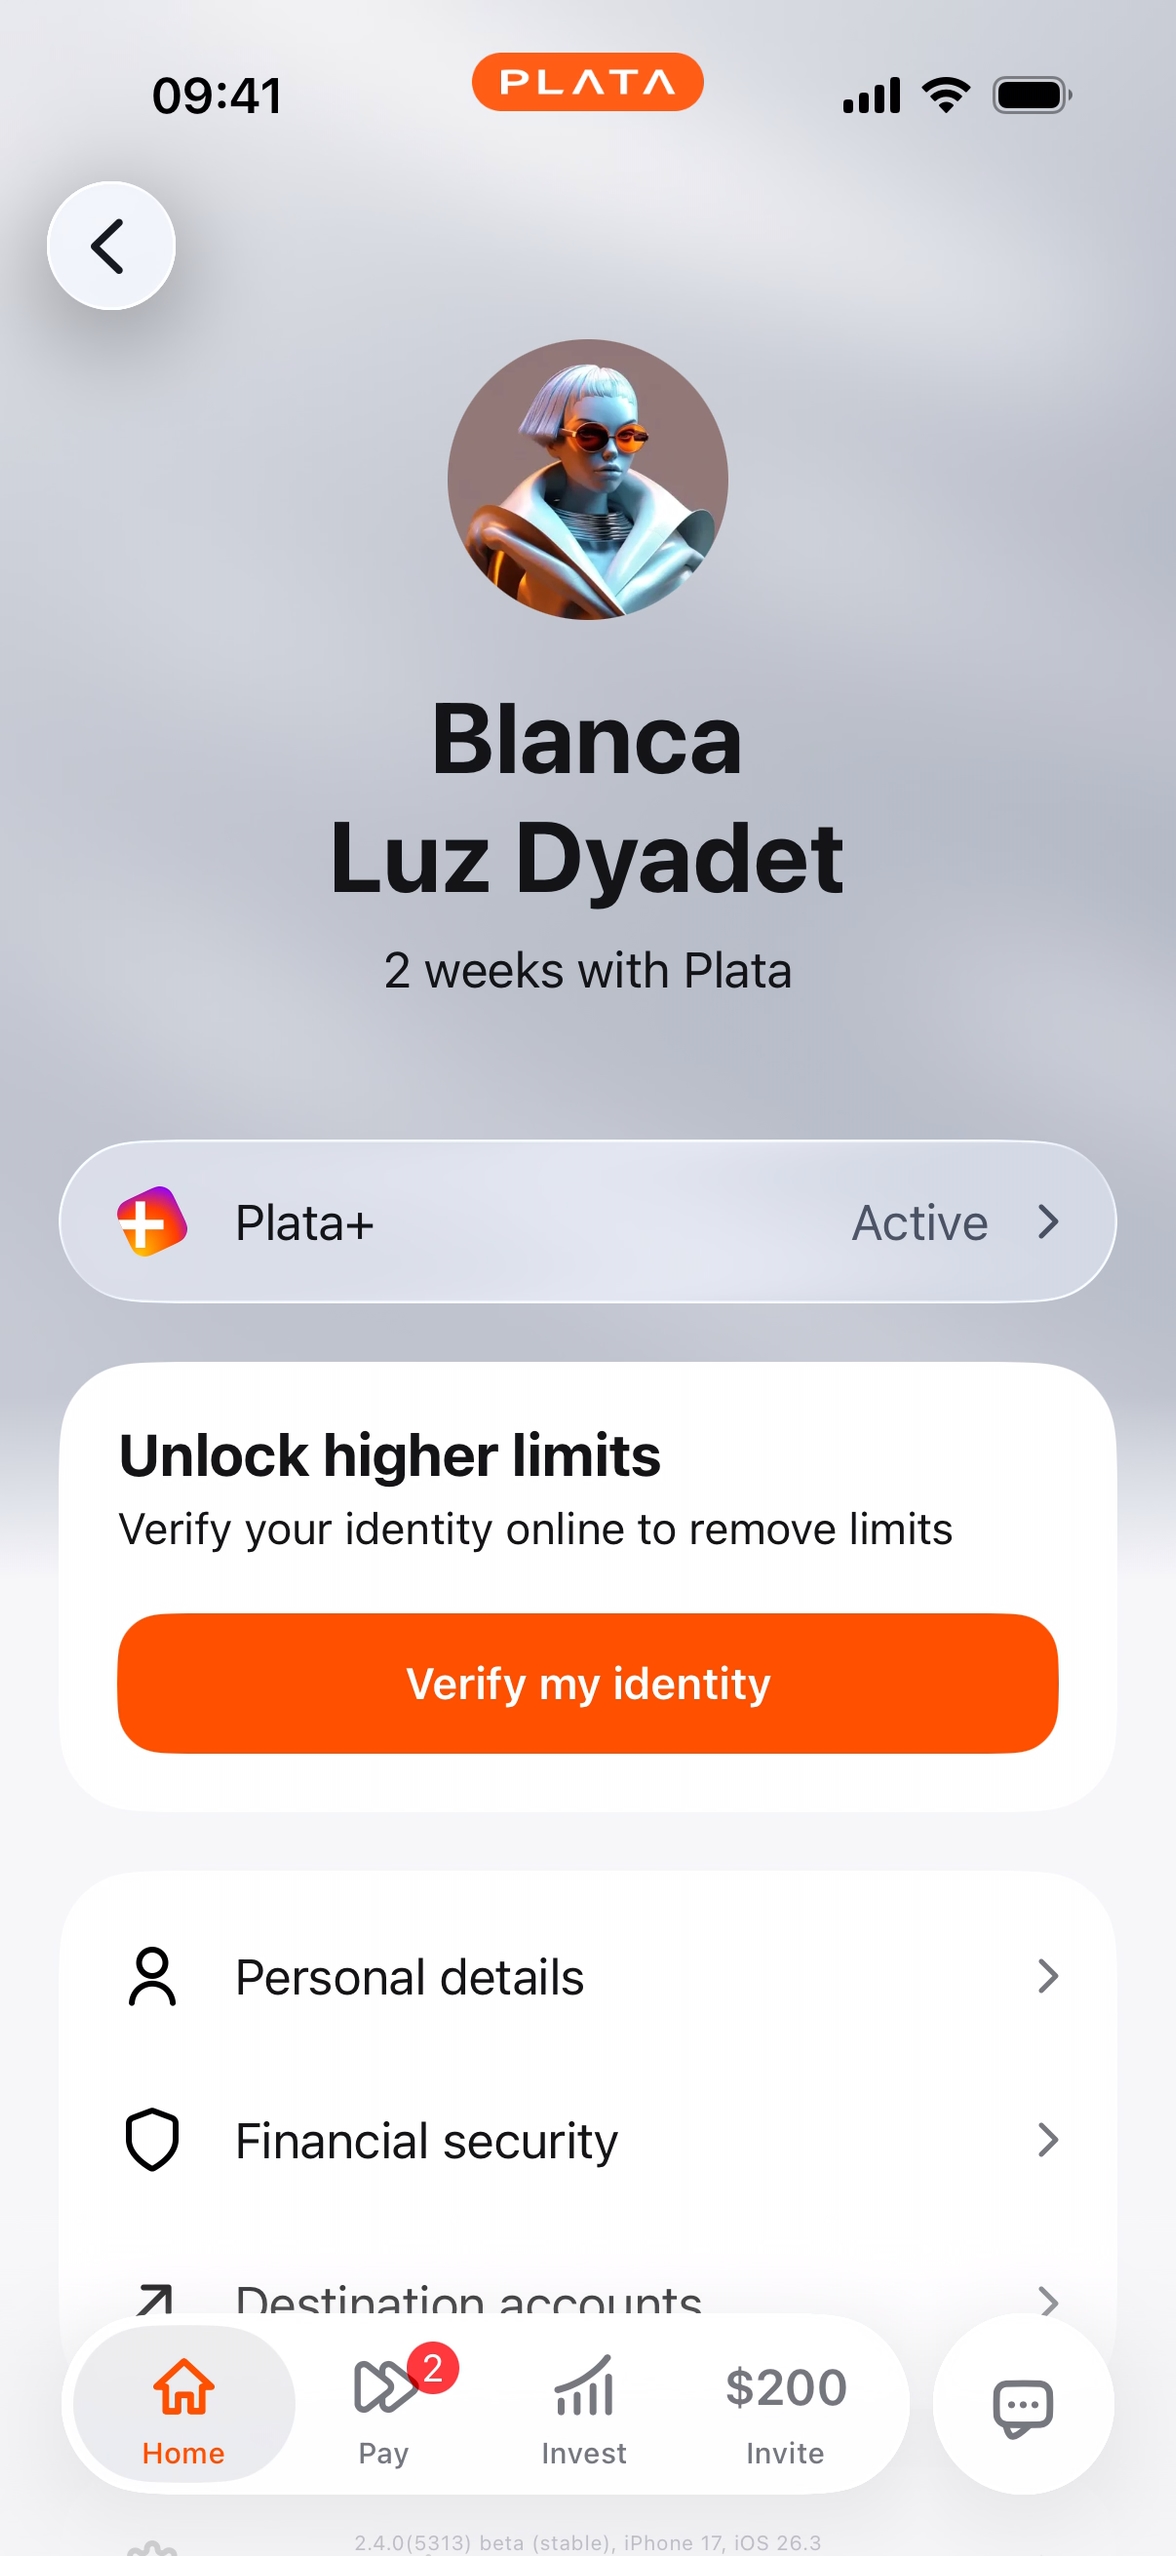 09:41
PLATA
Blanca
Luz Dyadet
2 weeks with Plata
Plata+
Active
Unlock higher limits
Verify your identity online to remove limits
Verify my identity
Personal details
Financial security
Destination accounts
2
$200
Home
Pay
Invest
Invite
2.4.0(5313) beta (stable), iPhone 17, iOS 26.3